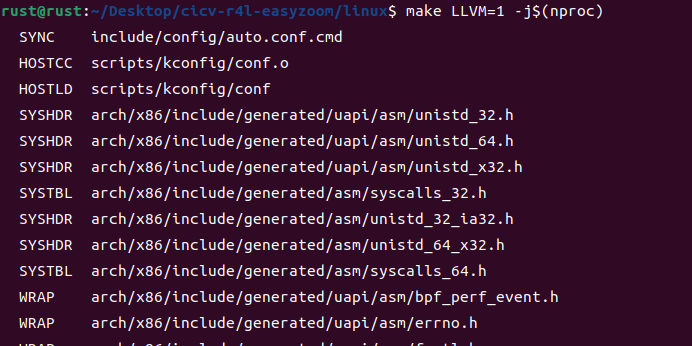 rust@rust:~/Desktop/cicv-r4l-easyzoom/linux$ make LLVM=1 -j$(nproc)
SYNC include/config/auto.conf.cmd
HOSTCC scripts/kconfig/conf.o
HOSTLD scripts/kconfig/conf
SYSHDR arch/x86/include/generated/uapi/asm/unistd_32.h
SYSHDR arch/x86/include/generated/uapi/asm/unistd_64.h
SYSHDR arch/x86/include/generated/uapi/asm/unistd_x32.h
SYSTBL arch/x86/include/generated/asm/syscalls_32.h
SYSHDR arch/x86/include/generated/asm/unistd_32_ia32.h
SYSHDR arch/x86/include/generated/asm/unistd_64_x32.h
SYSTBL arch/x86/include/generated/asm/syscalls_64.h
WRAP arch/x86/include/generated/uapi/asm/bpf_perf_event.h
WRAP arch/x86/include/generated/uapi/asm/errno.h